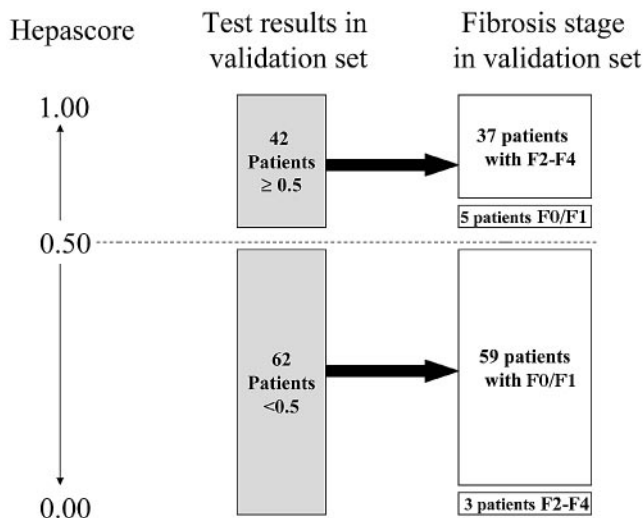 Hepascore
Test results in
validation set
Fibrosis stage
in validation set
1.00
42
Patients
≥ 0.5
37 patients
with F2-F4
5 patients F0/F1
0.50
62
Patients
<0.5
59 patients
with F0/F1
0.00
3 patients F2-F4